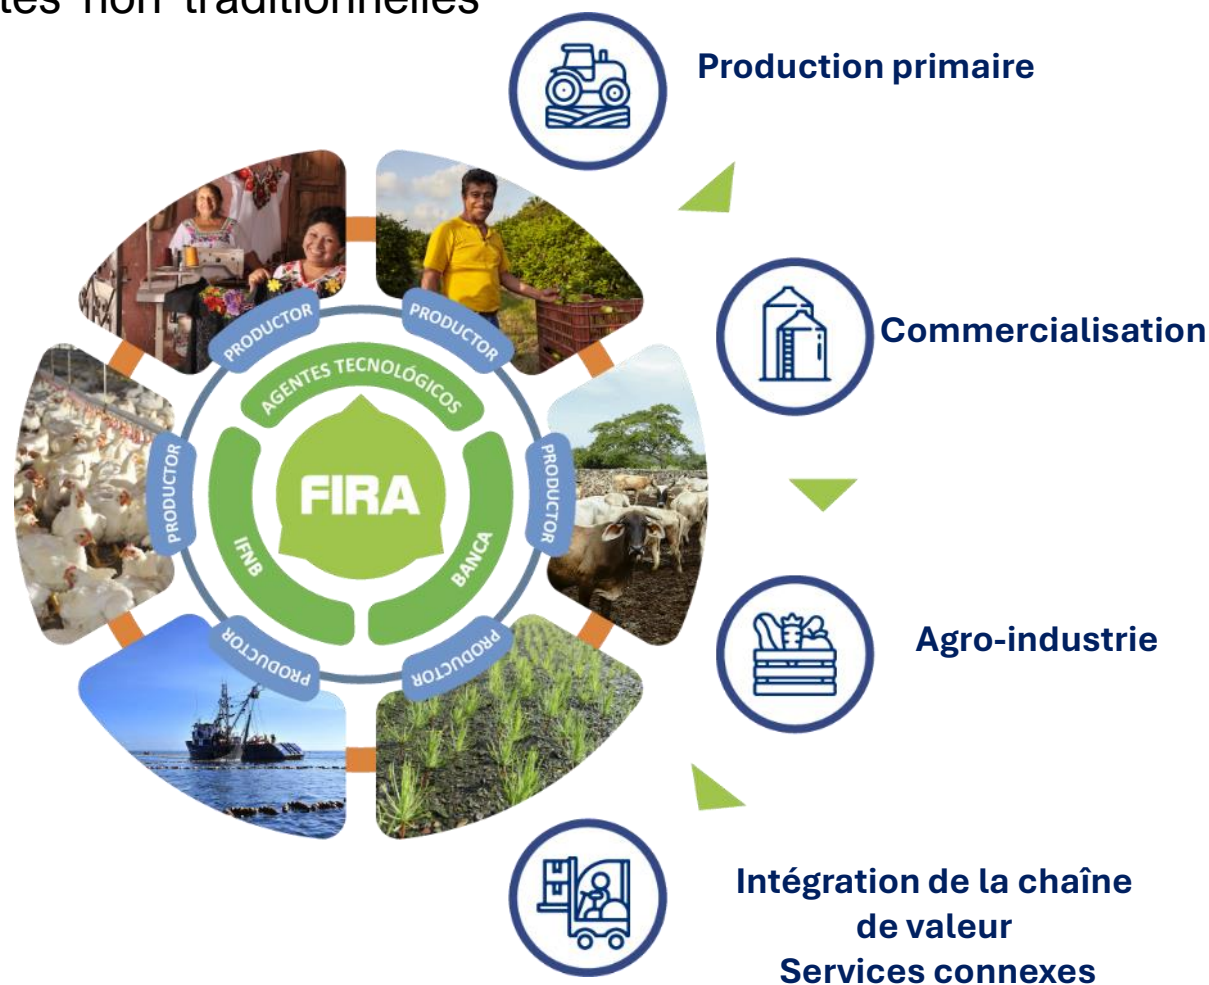 non traditionnelles
Production primaire
Commercialisation
Agro-industrie
Intégration de la chaîne
de valeur
Services connexes
PRODUCTOR
PRODUCTOR
PRODUCTOR
PRODUCTOR
PRODUCTOR
PRODUCTOR
AGENTES TECNOLÓGICOS
IFNB
BANCA
FIRA